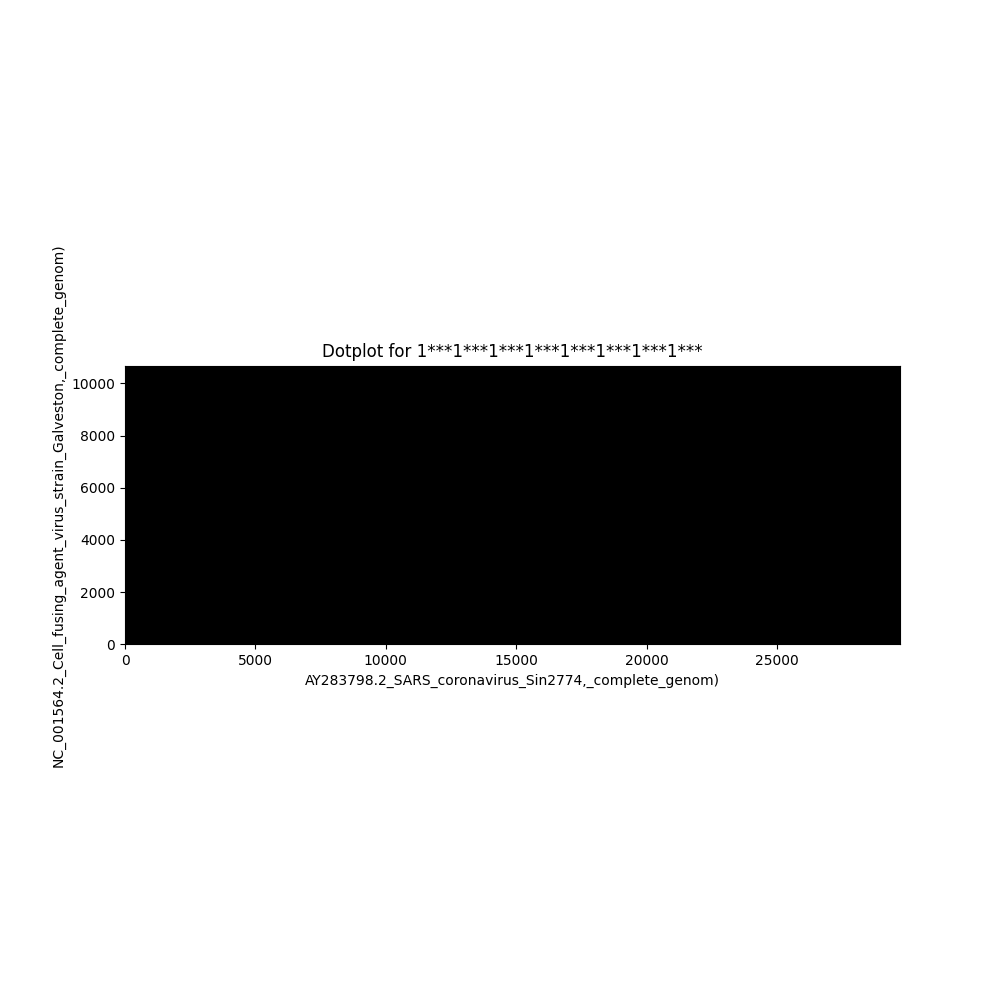 Dotplot for 1***1***1***1***1***1***1***1***
NC_001564.2_Cell_fusing_agent_virus_strain_Galveston,_complete_genom)
10000
8000
6000
4000
2000
0
0 5000 10000 15000 20000 25000
AY283798.2_SARS_coronavirus_Sin2774,_complete_genom)